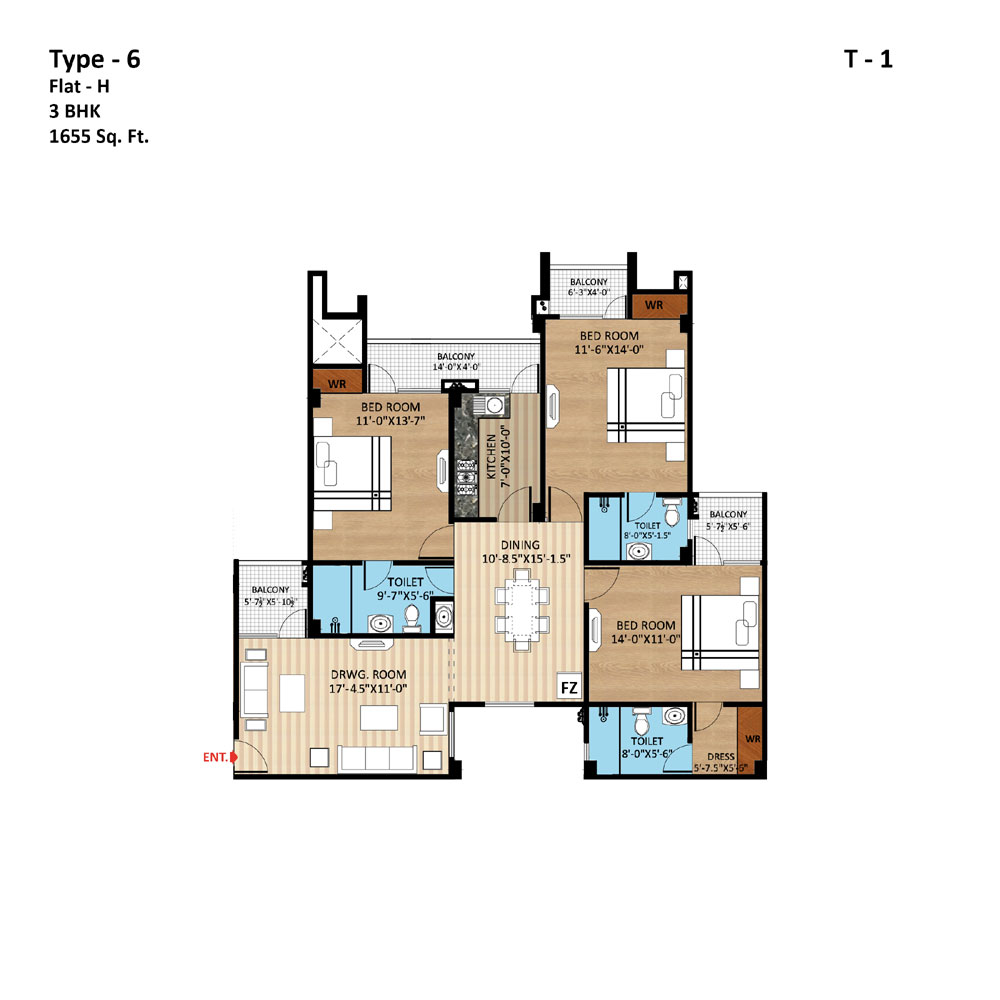 Type - 6
T - 1
Flat - H
3 BHK
1655 Sq. Ft.
BALCONY
6'-3"X4'-0"
WR
BED ROOM
11'-6"X14'-0"
BALCONY
14'-0"X4'-0"
WR
BED ROOM
11'-0"X13'-7"
KITCHEN
7'-0"X10'-0"
BALCONY
5'-7½"X5'-6"
TOILET
8'-0"X5'-1.5"
DINING
10'-8.5"X15'-1.5"
TOILET
9'-7"X5'-6"
BALCONY
5'-7½"X5'-10½"
BED ROOM
14'-0"X11'-0"
DRWG. ROOM
17'-4.5"X11'-0"
FZ
ENT.
TOILET
8'-0"X5'-6"
WR
DRESS
5'-7.5"X5'-6"